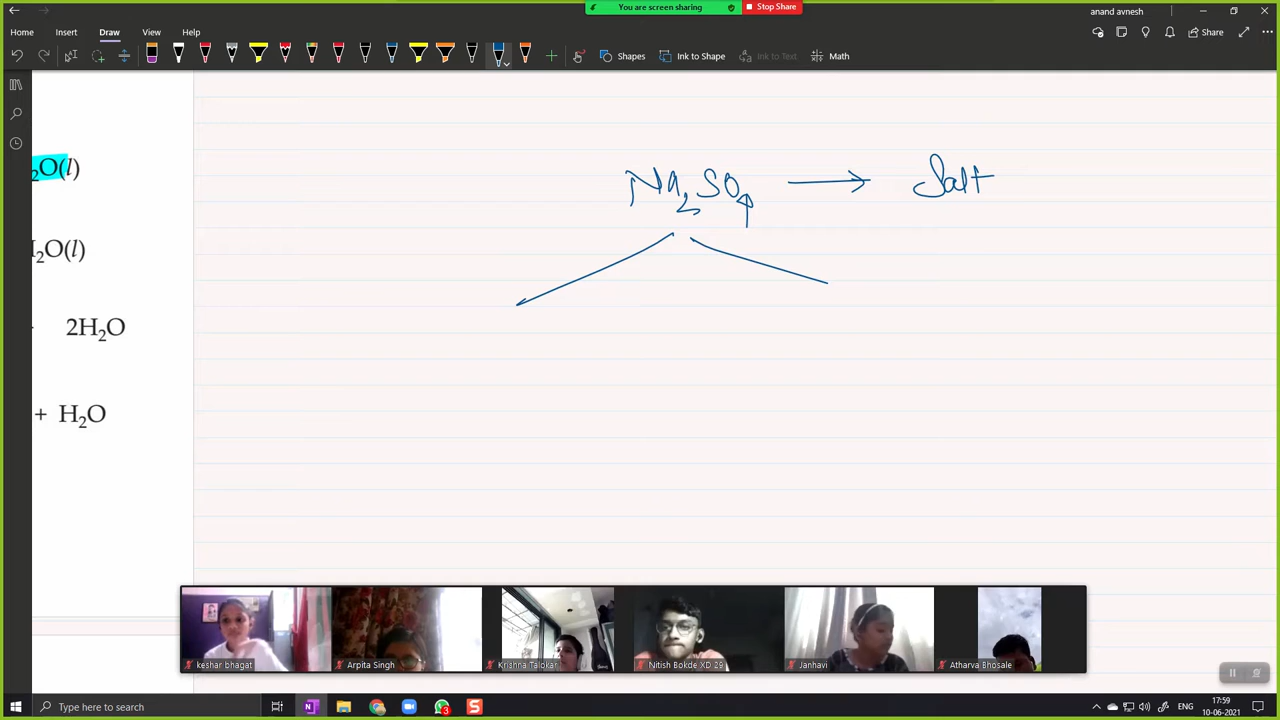 You are screen sharing
Stop Share
anand avnesh
Home Insert Draw View Help
Share
Shapes Ink to Shape Ink to Text Math
₂O(l)
Na₂SO₄ → Salt
H₂O(l)
2H₂O
+ H₂O
keshar bhagat
Arpita Singh
Krishna Talokar
Nitish Bokde XD 29
Janhavi
Atharva Bhosale
Type here to search
3
S
ENG
17:59
10-06-2021